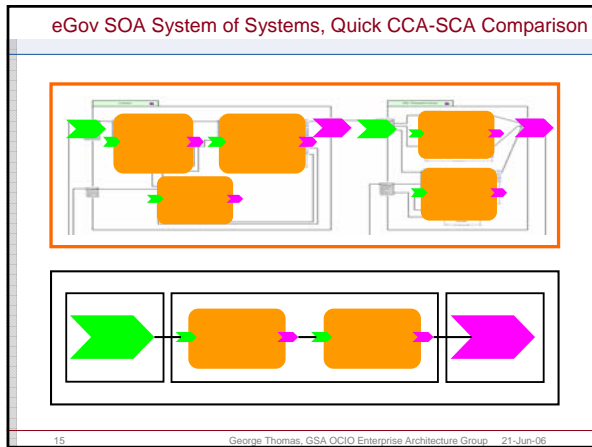 eGov SOA System of Systems, Quick CCA-SCA Comparison
15
George Thomas, GSA OCIO Enterprise Architecture Group 21-Jun-06